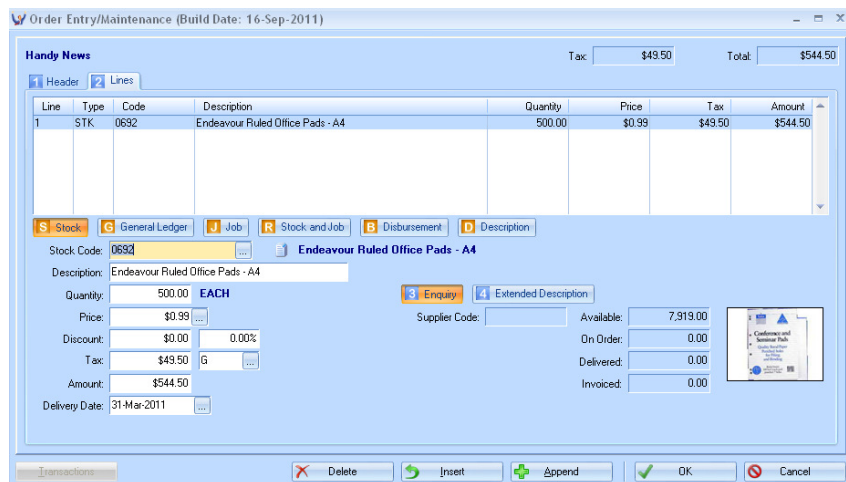 Order Entry/Maintenance (Build Date: 16-Sep-2011)
Handy News Tax: $49.50 Total: $544.50
1 Header 2 Lines
Line Type Code Description Quantity Price Tax Amount
1 STK 0692 Endeavour Ruled Office Pads - A4 500.00 $0.99 $49.50 $544.50
S Stock G General Ledger J Job R Stock and Job B Disbursement D Description
Stock Code: 0692 ... Endeavour Ruled Office Pads - A4
Description: Endeavour Ruled Office Pads - A4
Quantity: 500.00 EACH 3 Enquiry 4 Extended Description
Price: $0.99 ... Supplier Code: Available: 7,919.00
Discount: $0.00 0.00% On Order: 0.00
Tax: $49.50 G ... Delivered: 0.00
Amount: $544.50 Invoiced: 0.00
Delivery Date: 31-Mar-2011 ...
Conference and
Seminar Pads
Transactions Delete Insert Append OK Cancel